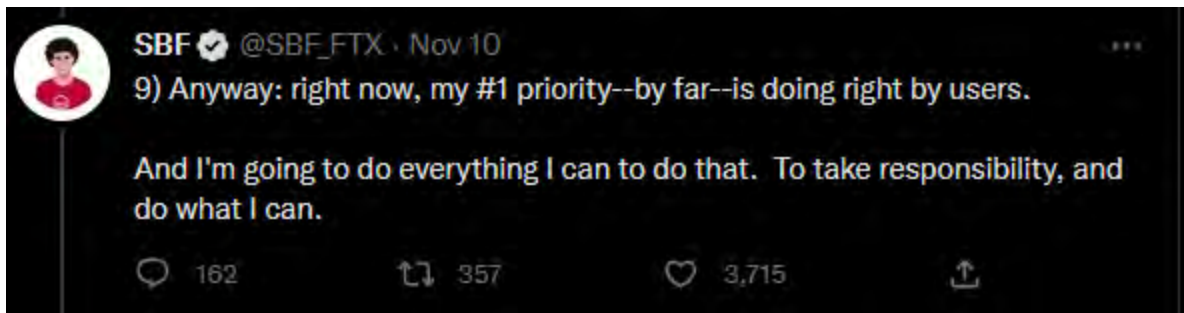 SBF @SBF_FTX · Nov 10
9) Anyway: right now, my #1 priority--by far--is doing right by users.
And I'm going to do everything I can to do that.  To take responsibility, and
do what I can.
162 357 3,715